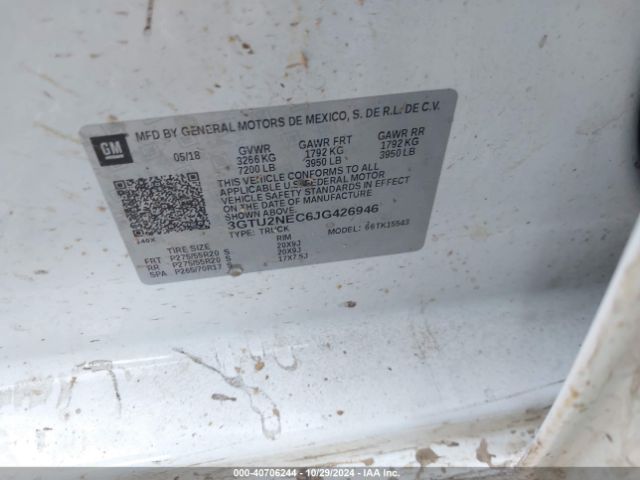 GM
MFD BY GENERAL MOTORS DE MEXICO, S. DE R.L. DE C.V.
05/18
GVWR GAWR FRT GAWR RR
3266 KG 1792 KG 1792 KG
7200 LB 3950 LB 3950 LB
THIS VEHICLE CONFORMS TO ALL
APPLICABLE U.S. FEDERAL MOTOR
VEHICLE SAFETY STANDARDS IN EFFECT
ON THE DATE OF MANUFACTURE
SHOWN ABOVE.
3GTU2NEC6JG426946
TYPE: TRUCK MODEL: 66TK15543
140X
TIRE SIZE RIM
FRT P275/55R20 S 20X9J
RR P275/55R20 S 20X9J
SPA P265/70R17 S 17X7.5J
000-40706244 | 10/29/2024 | IAA Inc.